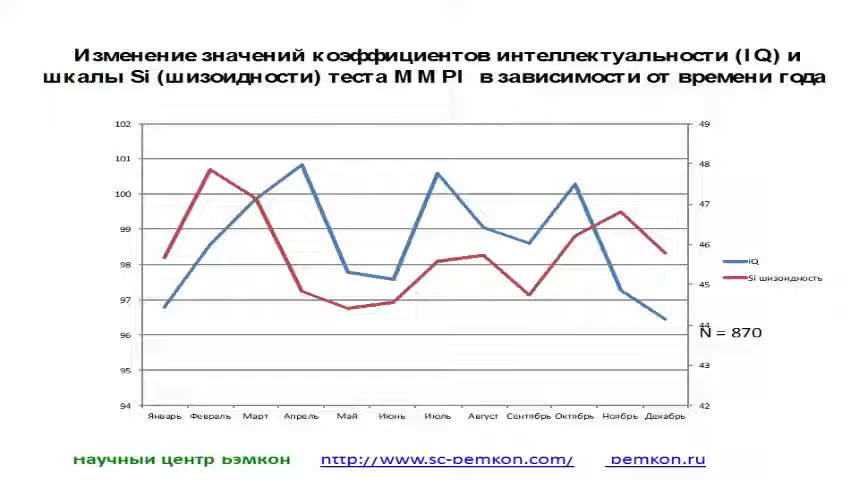 Изменение значений коэффициентов интеллектуальности (IQ) и
шкалы Si (шизоидности) теста MMPI в зависимости от времени года
102
101
100
99
98
97
96
95
94
49
48
47
46
45
44
43
42
IQ
Si шизоидность
N = 870
Январь Февраль Март Апрель Май Июнь Июль Август Сентябрь Октябрь Ноябрь Декабрь
Научный центр Бэмкон http://www.sc-bemkon.com/ bemkon.ru